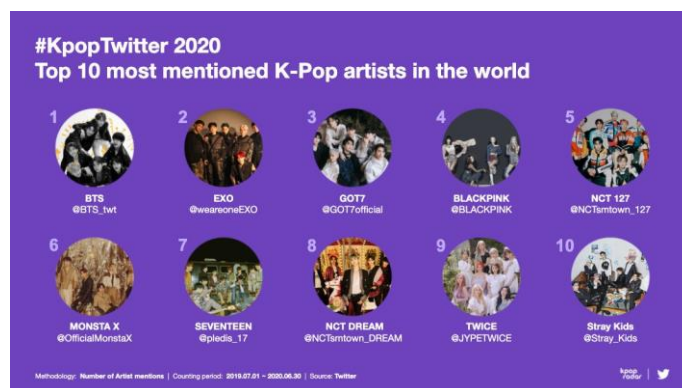 #KpopTwitter 2020
Top 10 most mentioned K-Pop artists in the world
1
BTS
@BTS_twt
2
EXO
@weareoneEXO
3
GOT7
@GOT7official
4
BLACKPINK
@BLACKPINK
5
NCT 127
@NCTsmtown_127
6
MONSTA X
@OfficialMonstaX
7
SEVENTEEN
@pledis_17
8
NCT DREAM
@NCTsmtown_DREAM
9
TWICE
@JYPETWICE
10
Stray Kids
@Stray_Kids
Methodology: Number of Artist mentions | Counting period: 2019.07.01 ~ 2020.06.30 | Source: Twitter
kpop
radar